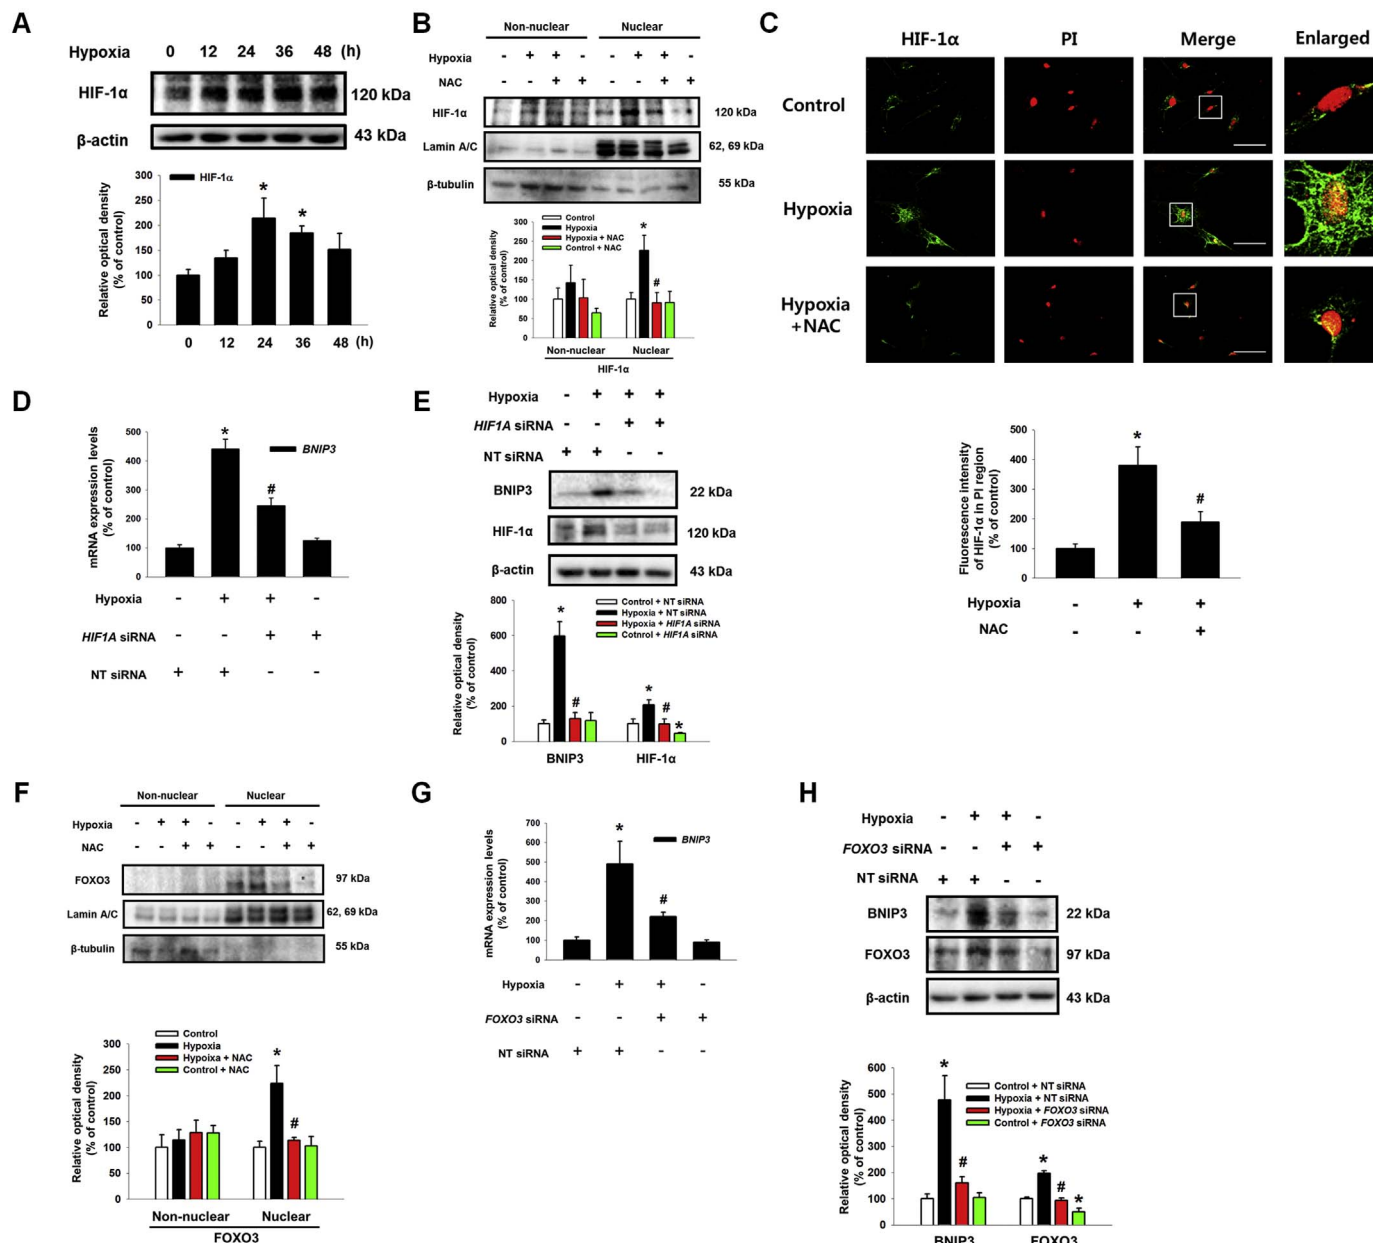 A
Hypoxia 0 12 24 36 48 (h)
HIF-1α 120 kDa
β-actin 43 kDa
HIF-1α
Relative optical density
(% of control)
350
300
250
200
150
100
50
0
* *
0 12 24 36 48 (h)
B
Non-nuclear Nuclear
Hypoxia - + + - - + + -
NAC - - + + - - + +
HIF-1α 120 kDa
Lamin A/C 62, 69 kDa
β-tubulin 55 kDa
Control
Hypoxia
Hypoxia + NAC
Control + NAC
Relative optical density
(% of control)
300
250
200
150
100
50
0
* #
Non-nuclear Nuclear
HIF-1α
C
HIF-1α PI Merge Enlarged
Control
Hypoxia
Hypoxia
+NAC
Fluorescence intensity
of HIF-1α in PI region
(% of control)
500
400
300
200
100
0
* #
Hypoxia - + +
NAC - - +
D
BNIP3
mRNA expression levels
(% of control)
500
400
300
200
100
0
* #
Hypoxia - + + -
HIF1A siRNA - - + +
NT siRNA + + - -
E
Hypoxia - + + +
HIF1A siRNA - - + +
NT siRNA + + - -
BNIP3 22 kDa
HIF-1α 120 kDa
β-actin 43 kDa
Control + NT siRNA
Hypoxia + NT siRNA
Hypoxia + HIF1A siRNA
Cotnrol + HIF1A siRNA
Relative optical density
(% of control)
800
600
400
200
0
* # * # *
BNIP3 HIF-1α
F
Non-nuclear Nuclear
Hypoxia - + + - - + + -
NAC - - + + - - + +
FOXO3 97 kDa
Lamin A/C 62, 69 kDa
β-tubulin 55 kDa
Control
Hypoxia
Hypoixa + NAC
Control + NAC
Relative optical density
(% of control)
300
250
200
150
100
50
0
* #
Non-nuclear Nuclear
FOXO3
G
BNIP3
mRNA expression levels
(% of control)
700
600
500
400
300
200
100
0
* #
Hypoxia - + + -
FOXO3 siRNA - - + +
NT siRNA + + - -
H
Hypoxia - + + -
FOXO3 siRNA - - + +
NT siRNA + + - -
BNIP3 22 kDa
FOXO3 97 kDa
β-actin 43 kDa
Control + NT siRNA
Hypoxia + NT siRNA
Hypoxia + FOXO3 siRNA
Control + FOXO3 siRNA
Relative optical density
(% of control)
600
500
400
300
200
100
0
* # * # *
BNIP3 FOXO3